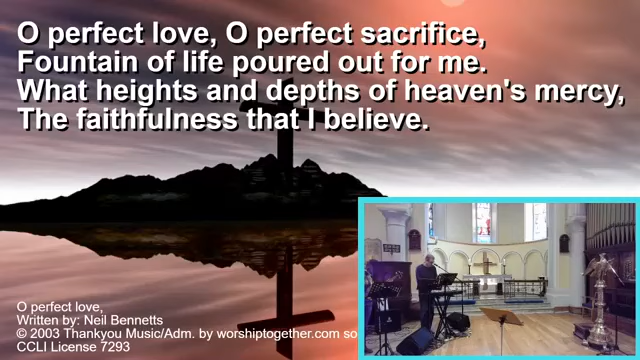 O perfect love, O perfect sacrifice,
Fountain of life poured out for me.
What heights and depths of heaven's mercy,
The faithfulness that I believe.
O perfect love,
Written by: Neil Bennetts
© 2003 Thankyou Music/Adm. by worshiptogether.com so
CCLI License 7293